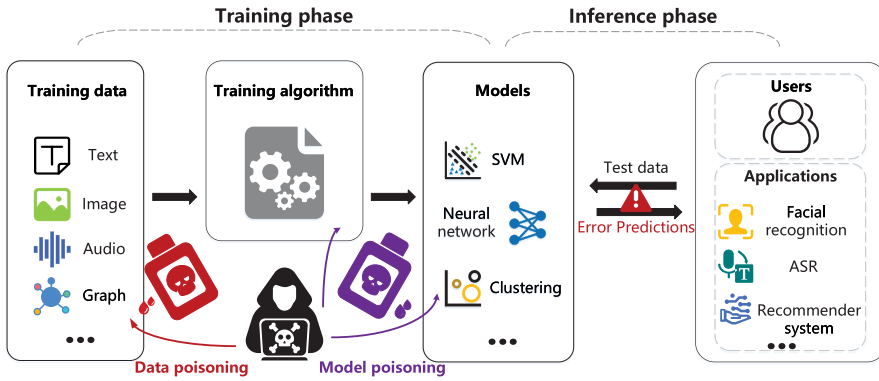 Training phase
Inference phase
Training data
Text
Image
Audio
Graph
Training algorithm
Models
SVM
Neural
network
Clustering
Test data
Error Predictions
Users
Applications
Facial
recognition
ASR
T
Recommender
system
Data poisoning
Model poisoning